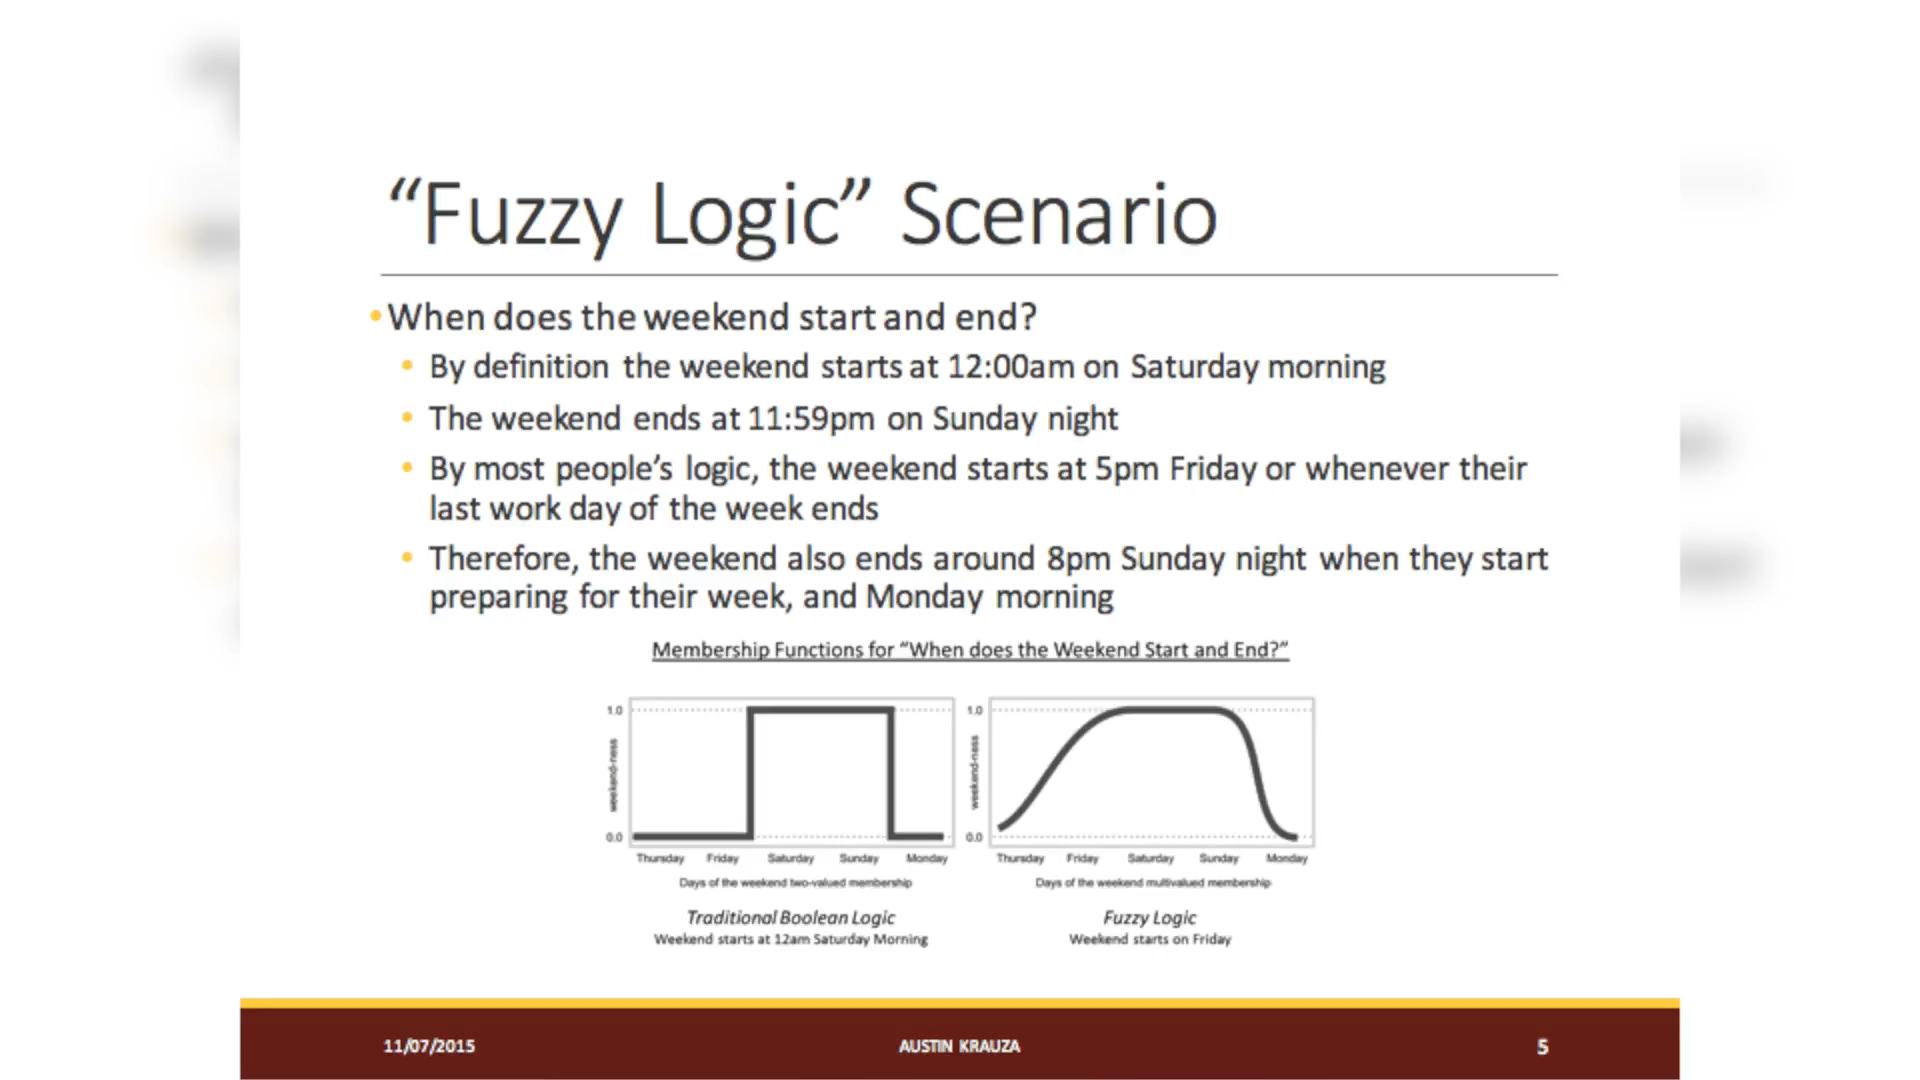 “Fuzzy Logic” Scenario
• When does the weekend start and end?
• By definition the weekend starts at 12:00am on Saturday morning
• The weekend ends at 11:59pm on Sunday night
• By most people’s logic, the weekend starts at 5pm Friday or whenever their
last work day of the week ends
• Therefore, the weekend also ends around 8pm Sunday night when they start
preparing for their week, and Monday morning
Membership Functions for “When does the Weekend Start and End?”
1.0
weekend-ness
0.0
Thursday Friday Saturday Sunday Monday
Days of the weekend two-valued membership
Traditional Boolean Logic
Weekend starts at 12am Saturday Morning
1.0
weekend-ness
0.0
Thursday Friday Saturday Sunday Monday
Days of the weekend multivalued membership
Fuzzy Logic
Weekend starts on Friday
11/07/2015
AUSTIN KRAUZA
5